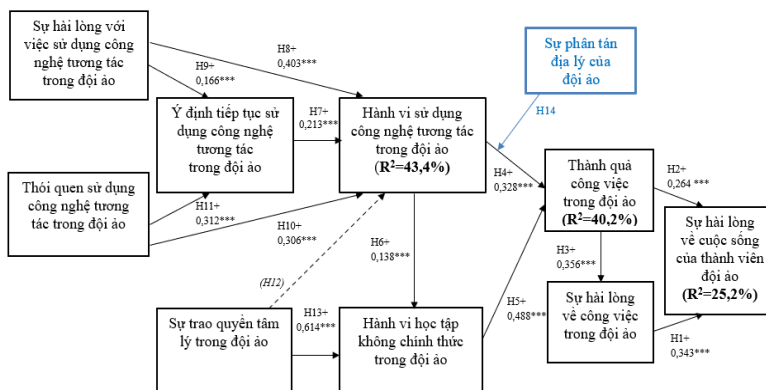 Sự hài lòng với
việc sử dụng công
nghệ tương tác
trong đội ảo
H8+
0,403***
H9+
0,166***
Sự phân tán
địa lý của
đội ảo
H14
Ý định tiếp tục sử
dụng công nghệ
tương tác
trong đội ảo
H7+
0,213***
Hành vi sử dụng
công nghệ tương tác
trong đội ảo
(R²=43,4%)
Thói quen sử dụng
công nghệ tương
tác trong đội ảo
H11+
0,312***
H10+
0,306***
H4+
0,328***
Thành quả
công việc
trong đội ảo
(R²=40,2%)
H2+
0,264 ***
H6+
0,138***
(H12)
H3+
0,356***
Sự hài lòng
về cuộc sống
của thành viên
đội ảo
(R²=25,2%)
Sự trao quyền tâm
lý trong đội ảo
H13+
0,614***
Hành vi học tập
không chính thức
trong đội ảo
H5+
0,488***
Sự hài lòng
về công việc
trong đội ảo
H1+
0,343***